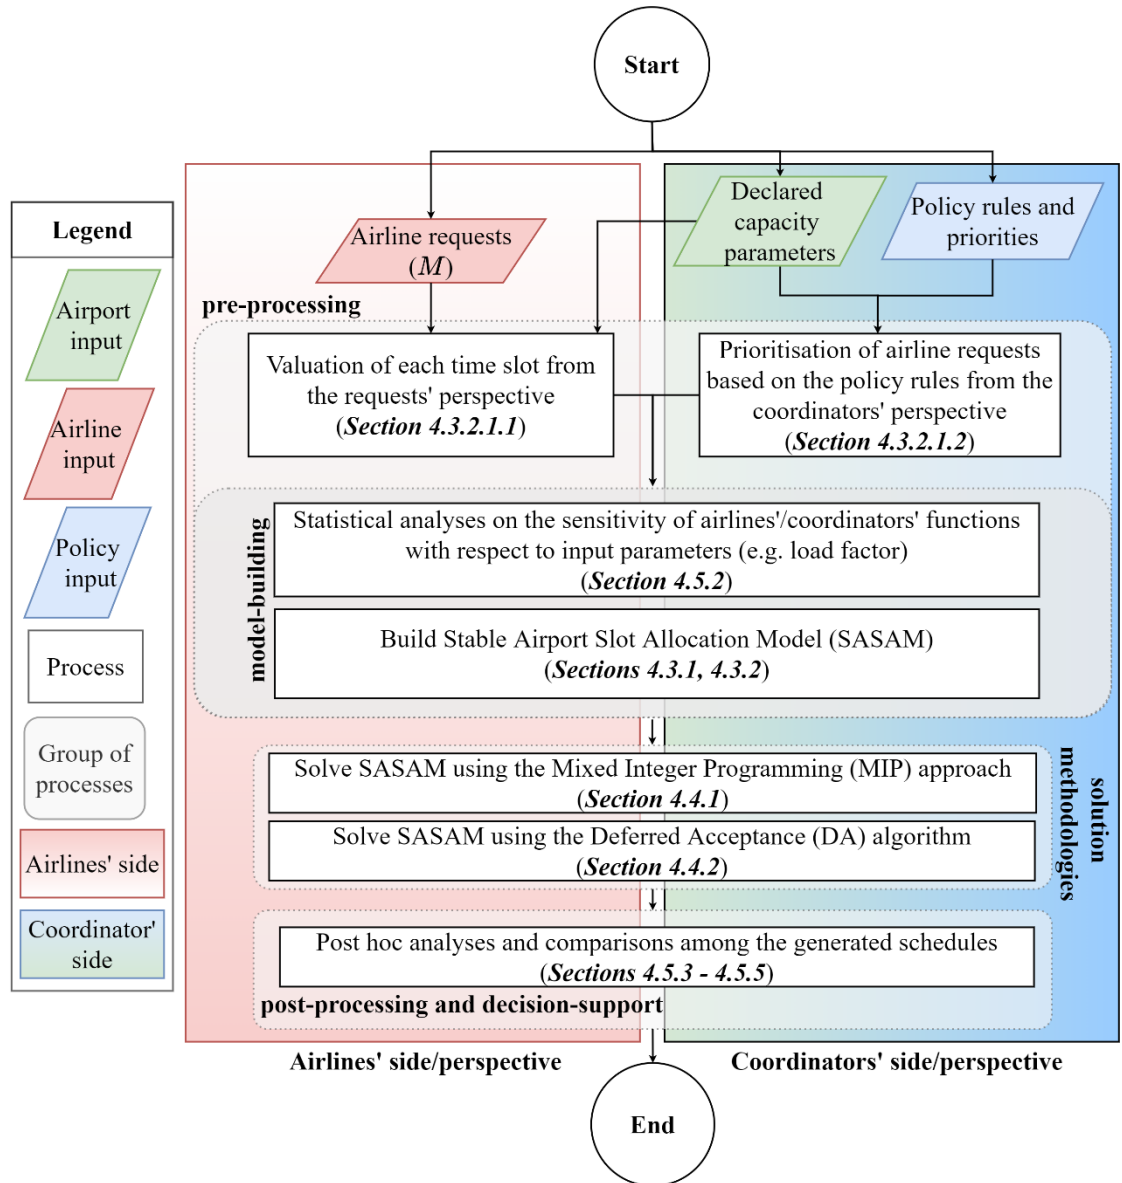 Start
Legend
Airport
input
Airline
input
Policy
input
Process
Group of
processes
Airlines' side
Coordinator'
side
Airline requests
(M)
Declared
capacity
parameters
Policy rules and
priorities
pre-processing
Valuation of each time slot from
the requests' perspective
(Section 4.3.2.1.1)
Prioritisation of airline requests
based on the policy rules from the
coordinators' perspective
(Section 4.3.2.1.2)
model-building
Statistical analyses on the sensitivity of airlines'/coordinators' functions
with respect to input parameters (e.g. load factor)
(Section 4.5.2)
Build Stable Airport Slot Allocation Model (SASAM)
(Sections 4.3.1, 4.3.2)
Solve SASAM using the Mixed Integer Programming (MIP) approach
(Section 4.4.1)
Solve SASAM using the Deferred Acceptance (DA) algorithm
(Section 4.4.2)
solution
methodologies
Post hoc analyses and comparisons among the generated schedules
(Sections 4.5.3 - 4.5.5)
post-processing and decision-support
Airlines' side/perspective
Coordinators' side/perspective
End